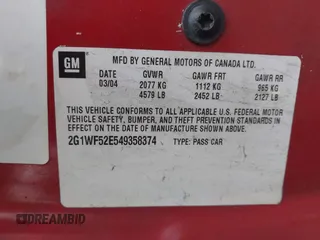 GM
MFD BY GENERAL MOTORS OF CANADA LTD.
DATE GVWR GAWR FRT GAWR RR
03/04 2077 KG 1112 KG 965 KG
4579 LB 2452 LB 2127 LB
THIS VEHICLE CONFORMS TO ALL APPLICABLE U.S. FEDERAL MOTOR
VEHICLE SAFETY, BUMPER, AND THEFT PREVENTION STANDARDS IN
EFFECT ON THE DATE OF MANUFACTURE SHOWN ABOVE.
2G1WF52E549358374 TYPE: PASS CAR
BIDFAX.INFO